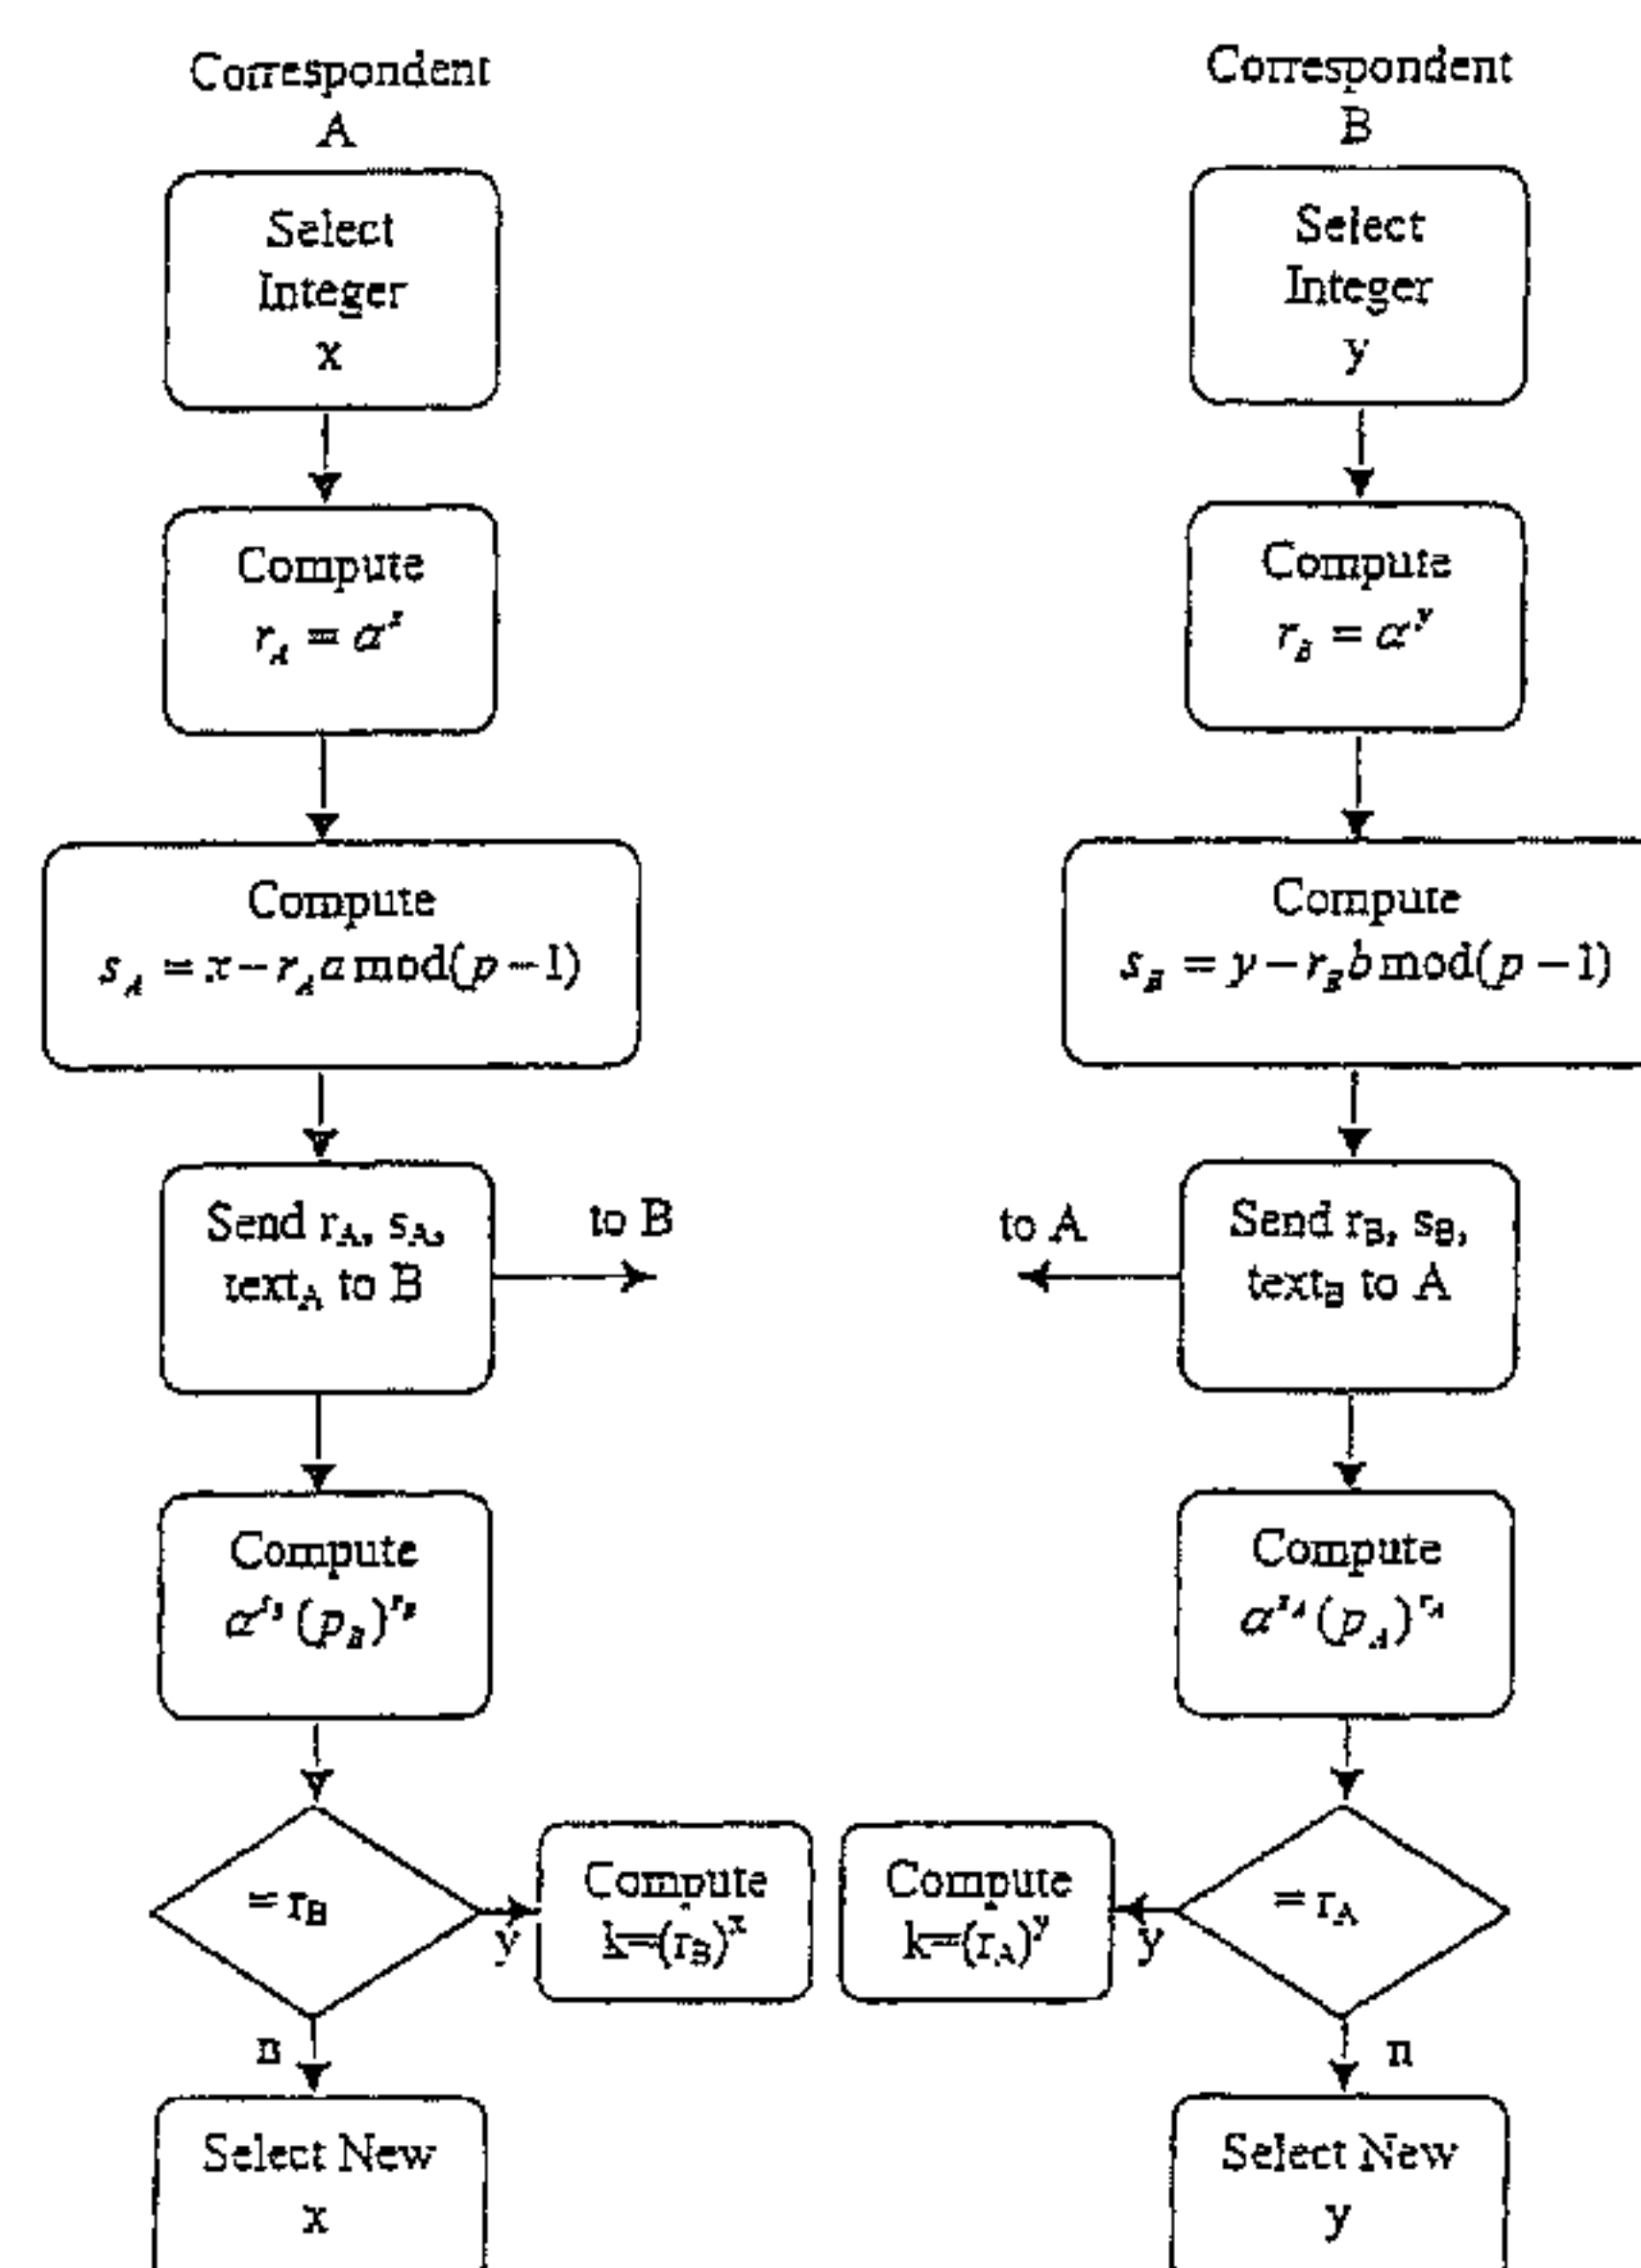 Correspondent
A
Select
Integer
x
Compute
r_A = α^x
Compute
s_A = x − r_A a mod(p − 1)
Send r_A, s_A,
text_A to B
to B
Compute
α^{s_B} (p_B)^{r_B}
= r_B
y
Compute
k=(r_B)^x
n
Select New
x
Correspondent
B
Select
Integer
y
Compute
r_B = α^y
Compute
s_B = y − r_B b mod(p − 1)
Send r_B, s_B,
text_B to A
to A
Compute
α^{s_A} (p_A)^{r_A}
= r_A
y
Compute
k=(r_A)^y
n
Select New
y